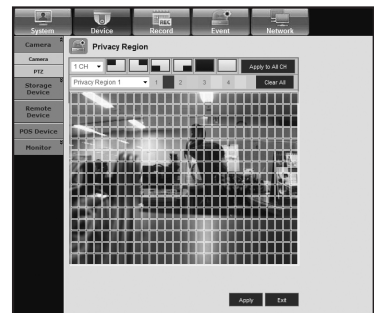 System Device Record Event Network
REC
Camera
Privacy Region
Camera
1 CH Apply to All CH
PTZ
Privacy Region 1 1 2 3 4 Clear All
Storage Device
Remote Device
POS Device
Monitor
Apply Exit